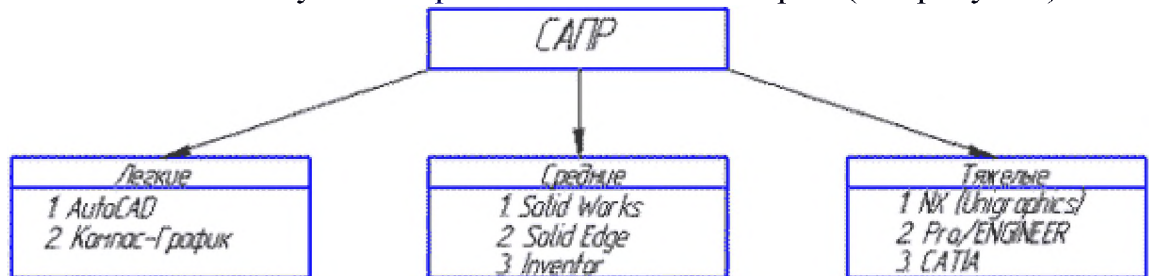 САПР
Легкие
1 AutoCAD
2 Компас-График
Средние
1 Solid Works
2 Solid Edge
3 Inventor
Тяжелые
1 NX (Unigraphics)
2 Pro/ENGINEER
3 CATIA